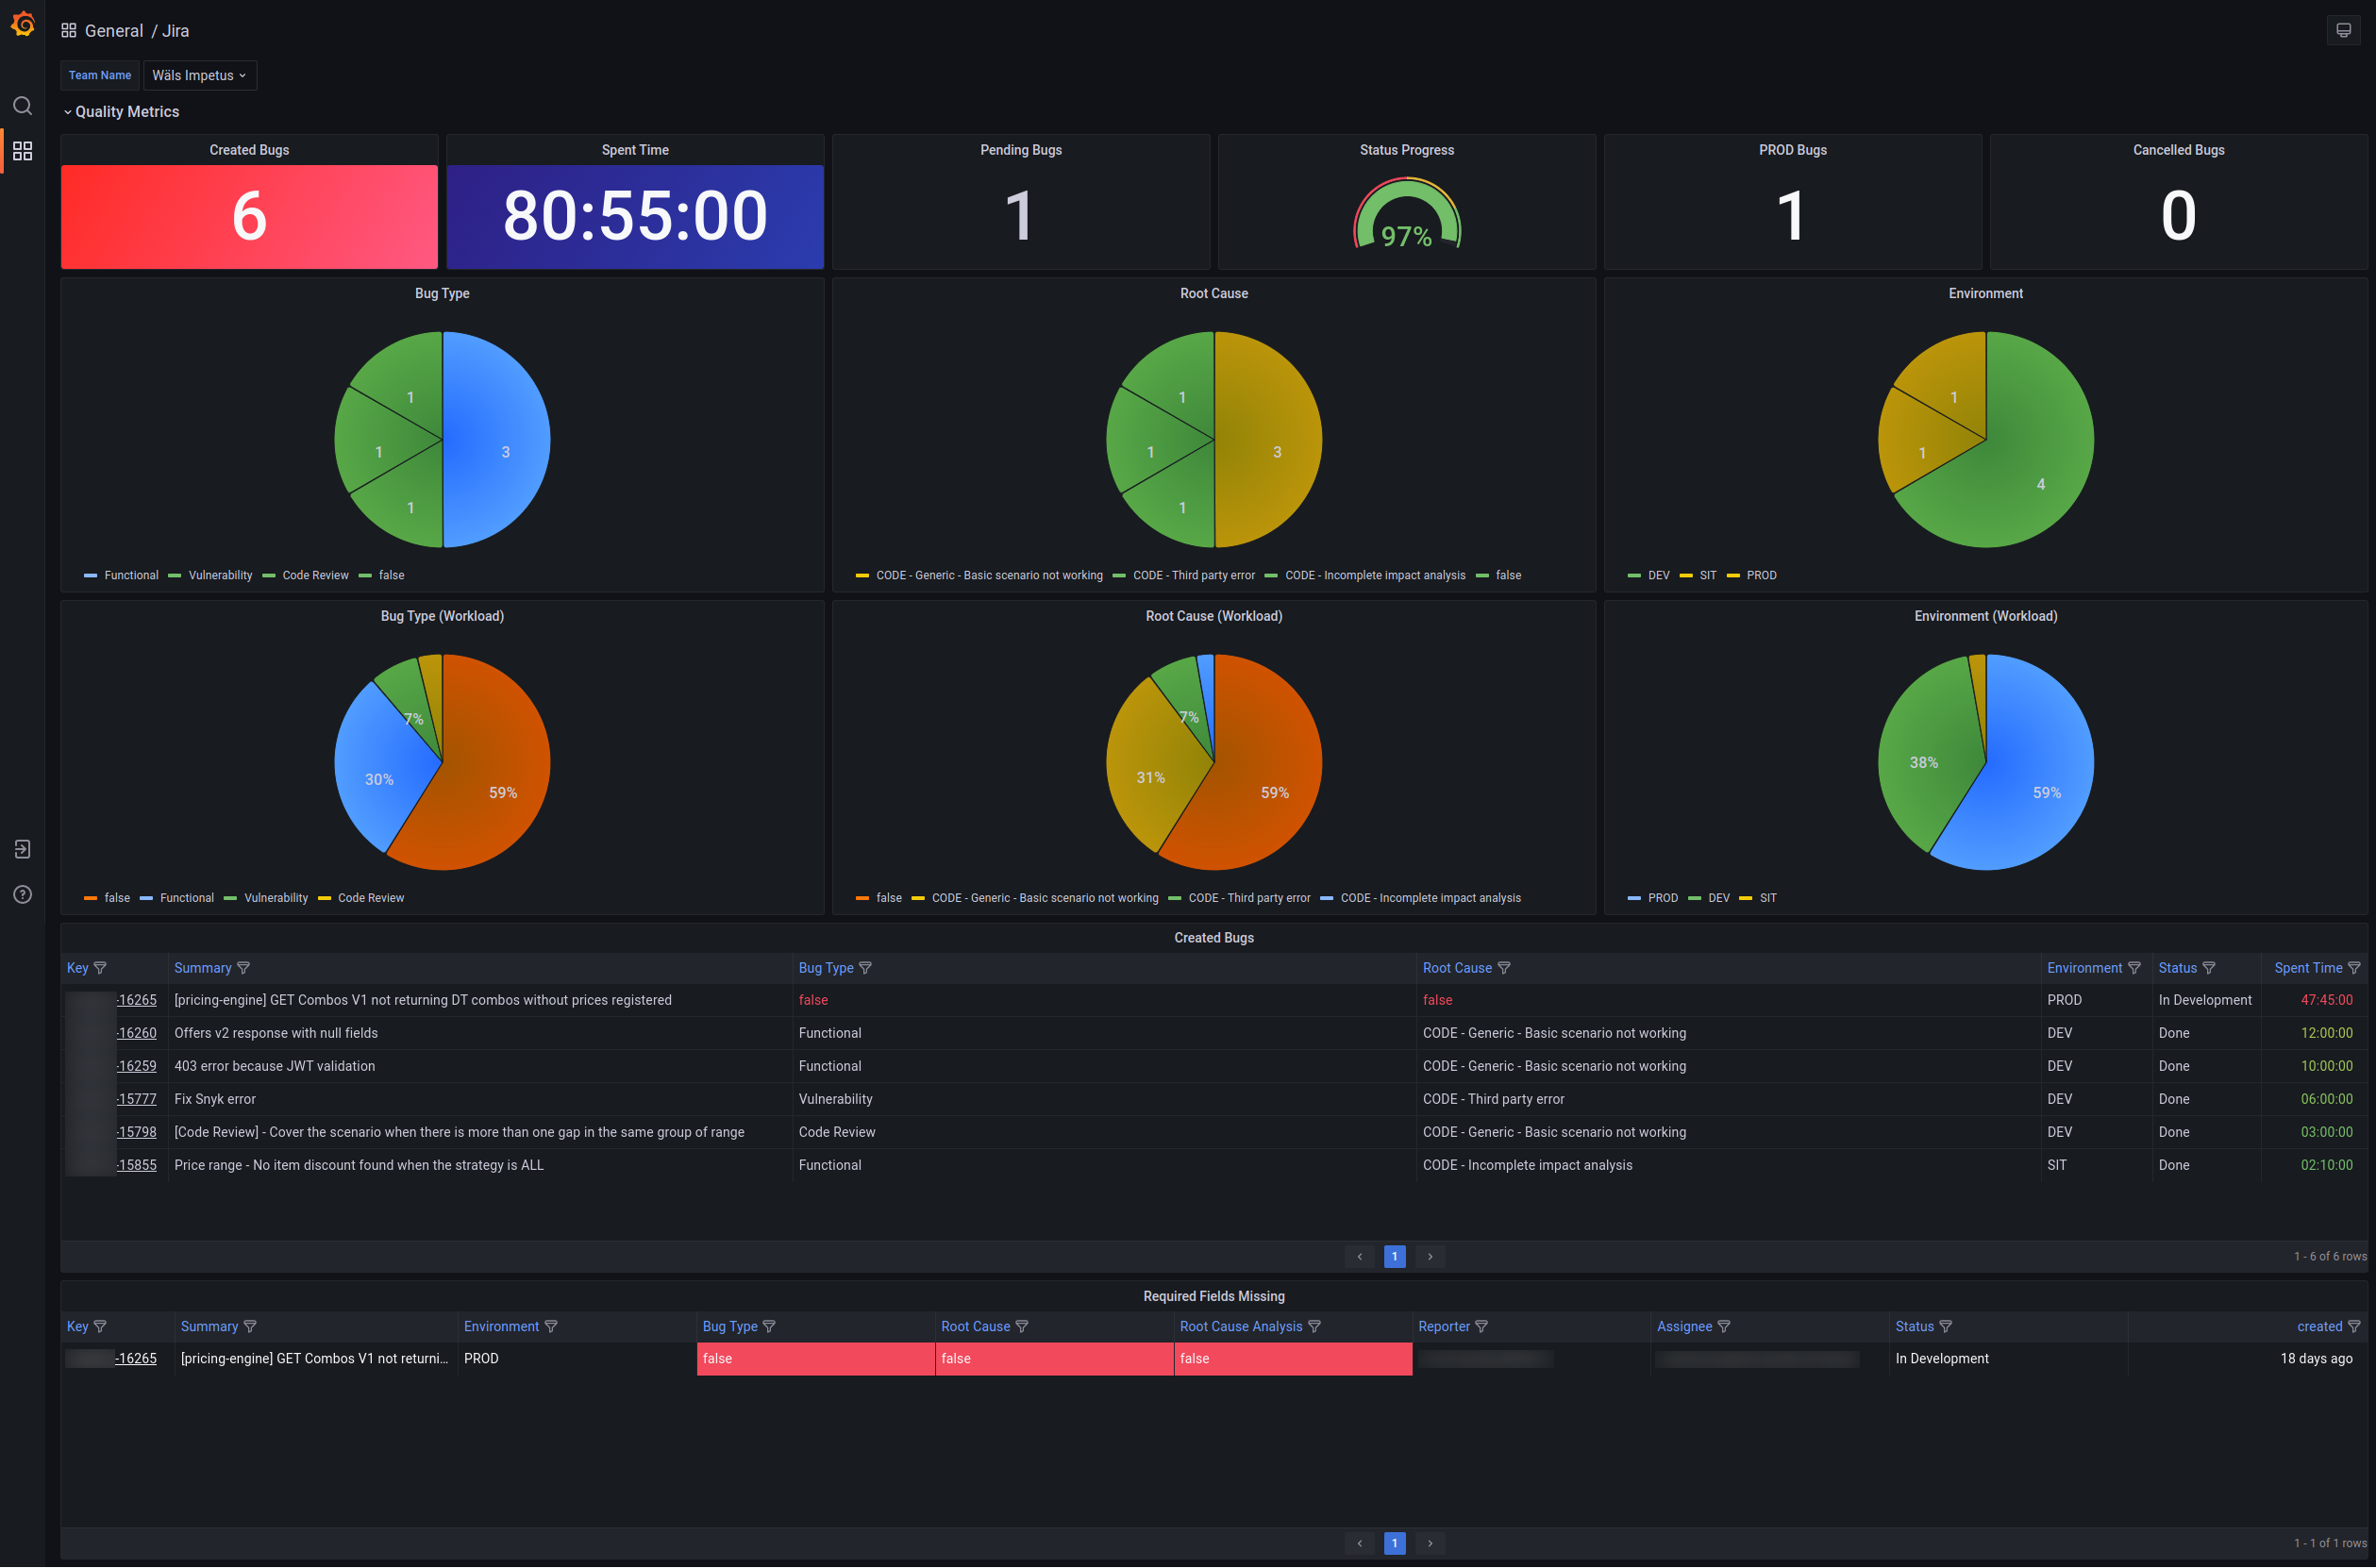 General / Jira
Team Name Wäls Impetus
Quality Metrics
Created Bugs Spent Time Pending Bugs Status Progress PROD Bugs Cancelled Bugs
6 80:55:00 1 97% 1 0
Bug Type Root Cause Environment
1 1 1
1 3 1 3 1
1 1 4
Functional Vulnerability Code Review false CODE - Generic - Basic scenario not working CODE - Third party error CODE - Incomplete impact analysis false DEV SIT PROD
Bug Type (Workload) Root Cause (Workload) Environment (Workload)
7% 7%
30% 59% 31% 59% 38% 59%
false Functional Vulnerability Code Review false CODE - Generic - Basic scenario not working CODE - Third party error CODE - Incomplete impact analysis PROD DEV SIT
Created Bugs
Key Summary Bug Type Root Cause Environment Status Spent Time
-16265 [pricing-engine] GET Combos V1 not returning DT combos without prices registered false false PROD In Development 47:45:00
-16260 Offers v2 response with null fields Functional CODE - Generic - Basic scenario not working DEV Done 12:00:00
-16259 403 error because JWT validation Functional CODE - Generic - Basic scenario not working DEV Done 10:00:00
-15777 Fix Snyk error Vulnerability CODE - Third party error DEV Done 06:00:00
-15798 [Code Review] - Cover the scenario when there is more than one gap in the same group of range Code Review CODE - Generic - Basic scenario not working DEV Done 03:00:00
-15855 Price range - No item discount found when the strategy is ALL Functional CODE - Incomplete impact analysis SIT Done 02:10:00
1 1 - 6 of 6 rows
Required Fields Missing
Key Summary Environment Bug Type Root Cause Root Cause Analysis Reporter Assignee Status created
-16265 [pricing-engine] GET Combos V1 not returni... PROD false false false In Development 18 days ago
1 1 - 1 of 1 rows